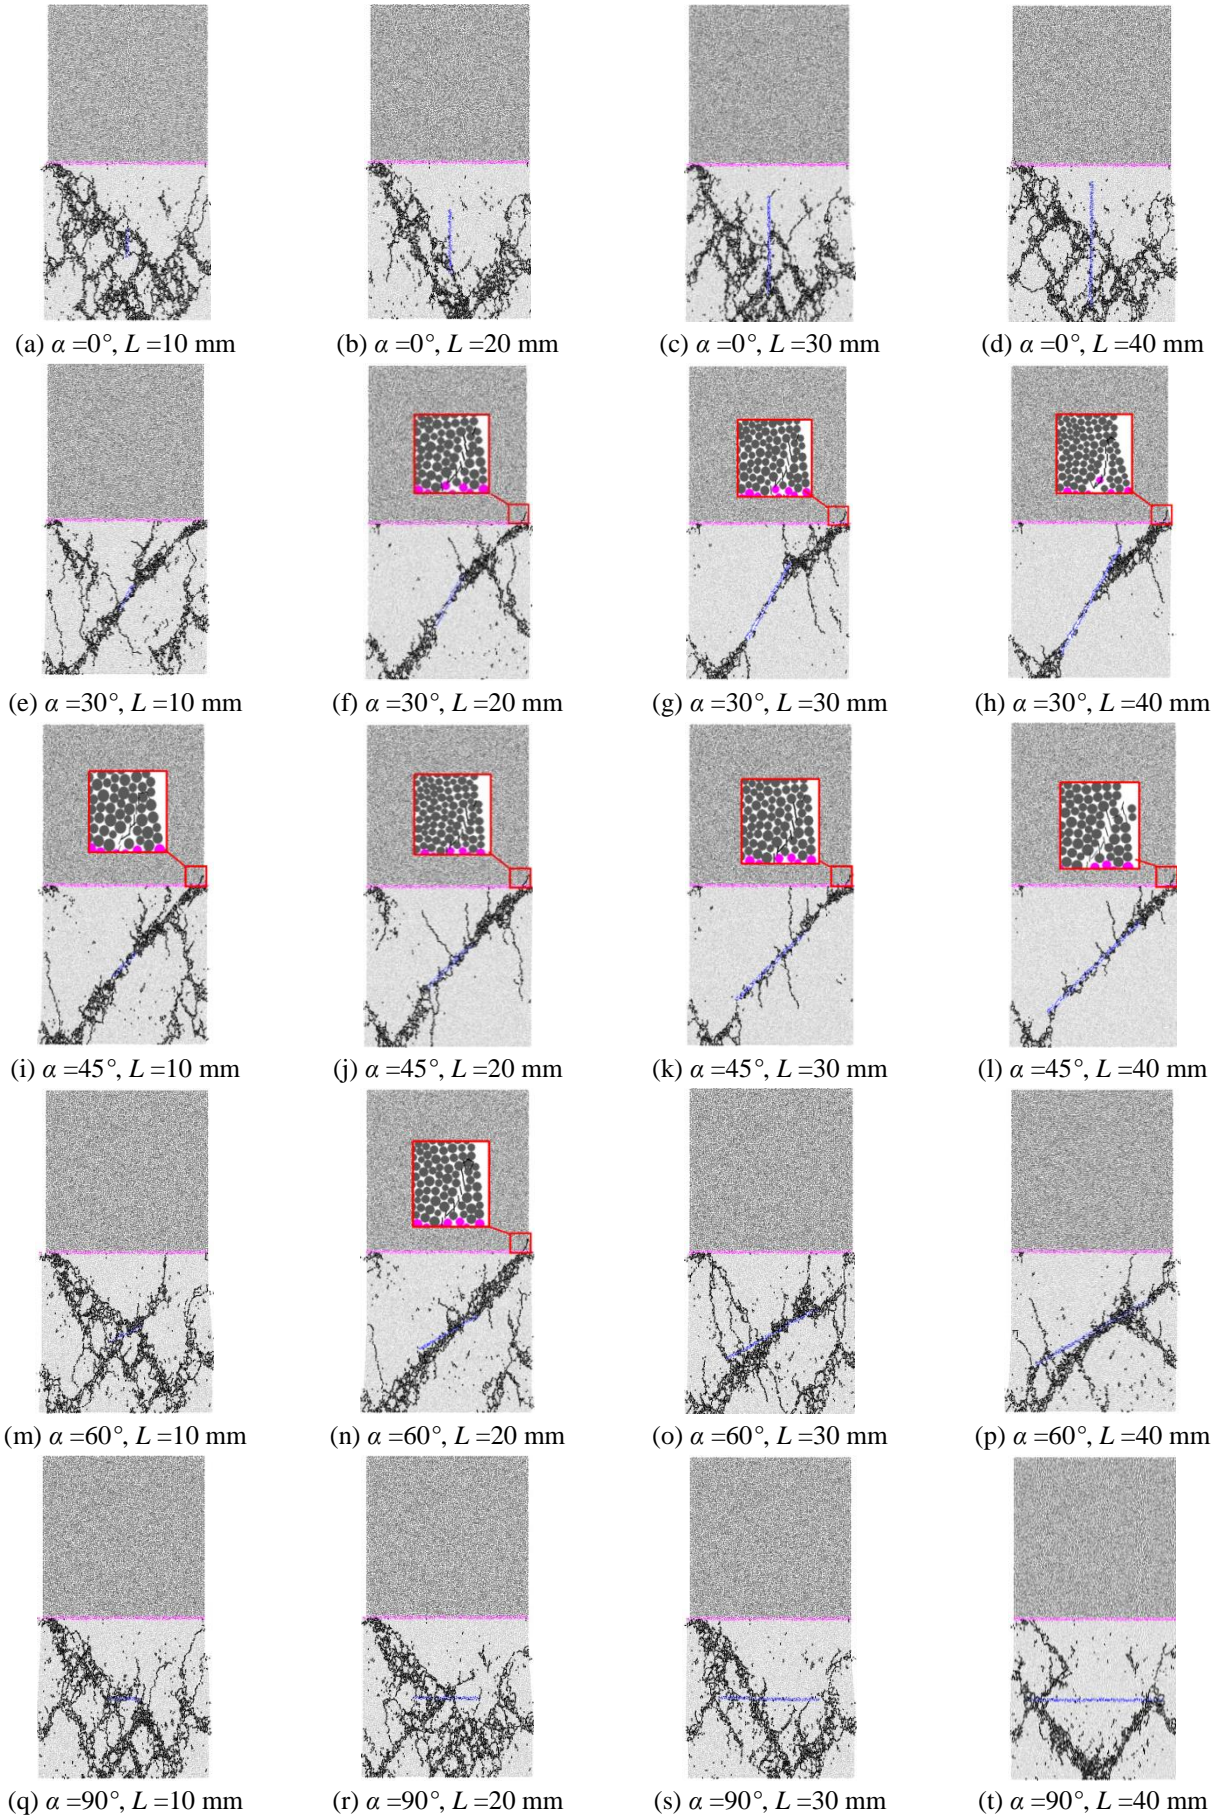 (a) α =0°, L =10 mm
(b) α =0°, L =20 mm
(c) α =0°, L =30 mm
(d) α =0°, L =40 mm
(e) α =30°, L =10 mm
(f) α =30°, L =20 mm
(g) α =30°, L =30 mm
(h) α =30°, L =40 mm
(i) α =45°, L =10 mm
(j) α =45°, L =20 mm
(k) α =45°, L =30 mm
(l) α =45°, L =40 mm
(m) α =60°, L =10 mm
(n) α =60°, L =20 mm
(o) α =60°, L =30 mm
(p) α =60°, L =40 mm
(q) α =90°, L =10 mm
(r) α =90°, L =20 mm
(s) α =90°, L =30 mm
(t) α =90°, L =40 mm